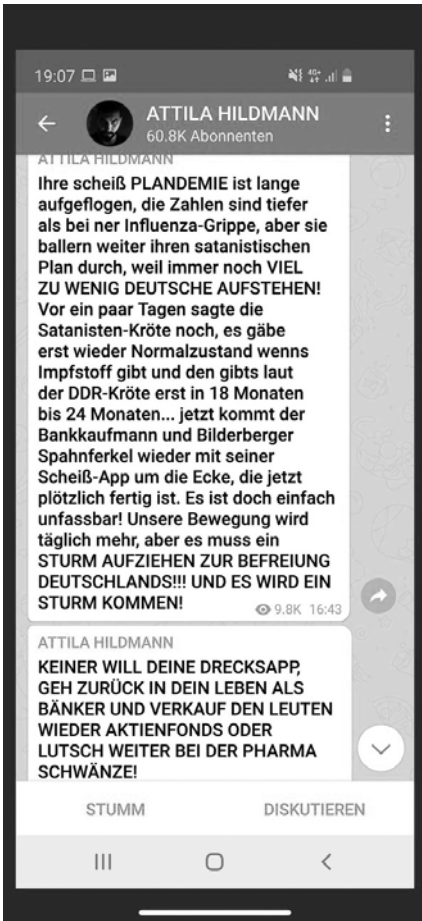 19:07
ATTILA HILDMANN
60.8K Abonnenten
ATTILA HILDMANN
Ihre scheiß PLANDEMIE ist lange
aufgeflogen, die Zahlen sind tiefer
als bei ner Influenza-Grippe, aber sie
ballern weiter ihren satanistischen
Plan durch, weil immer noch VIEL
ZU WENIG DEUTSCHE AUFSTEHEN!
Vor ein paar Tagen sagte die
Satanisten-Kröte noch, es gäbe
erst wieder Normalzustand wenns
Impfstoff gibt und den gibts laut
der DDR-Kröte erst in 18 Monaten
bis 24 Monaten... jetzt kommt der
Bankkaufmann und Bilderberger
Spahnferkel wieder mit seiner
Scheiß-App um die Ecke, die jetzt
plötzlich fertig ist. Es ist doch einfach
unfassbar! Unsere Bewegung wird
täglich mehr, aber es muss ein
STURM AUFZIEHEN ZUR BEFREIUNG
DEUTSCHLANDS!!! UND ES WIRD EIN
STURM KOMMEN!
9.8K 16:43
ATTILA HILDMANN
KEINER WILL DEINE DRECKSAPP,
GEH ZURÜCK IN DEIN LEBEN ALS
BÄNKER UND VERKAUF DEN LEUTEN
WIEDER AKTIENFONDS ODER
LUTSCH WEITER BEI DER PHARMA
SCHWÄNZE!
STUMM DISKUTIEREN